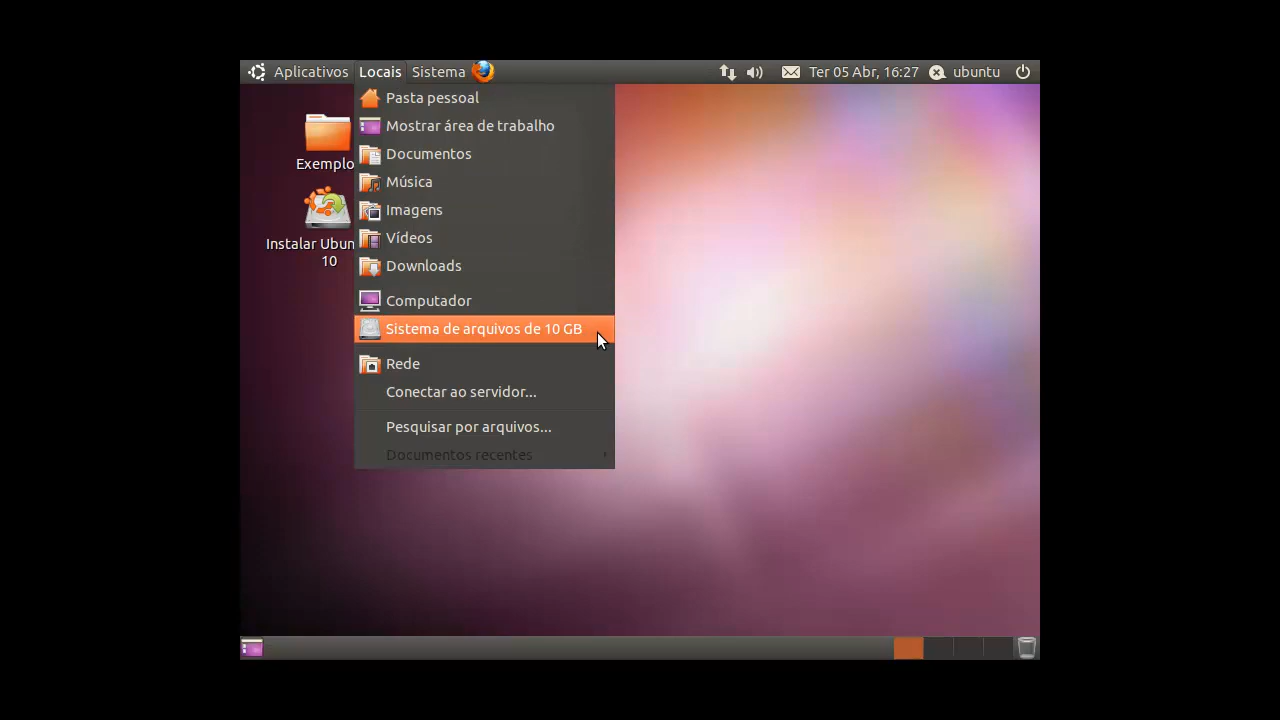 Aplicativos Locais Sistema Ter 05 Abr, 16:27 ubuntu
Exemplo
Instalar Ubun
10
Pasta pessoal
Mostrar área de trabalho
Documentos
Música
Imagens
Vídeos
Downloads
Computador
Sistema de arquivos de 10 GB
Rede
Conectar ao servidor...
Pesquisar por arquivos...
Documentos recentes